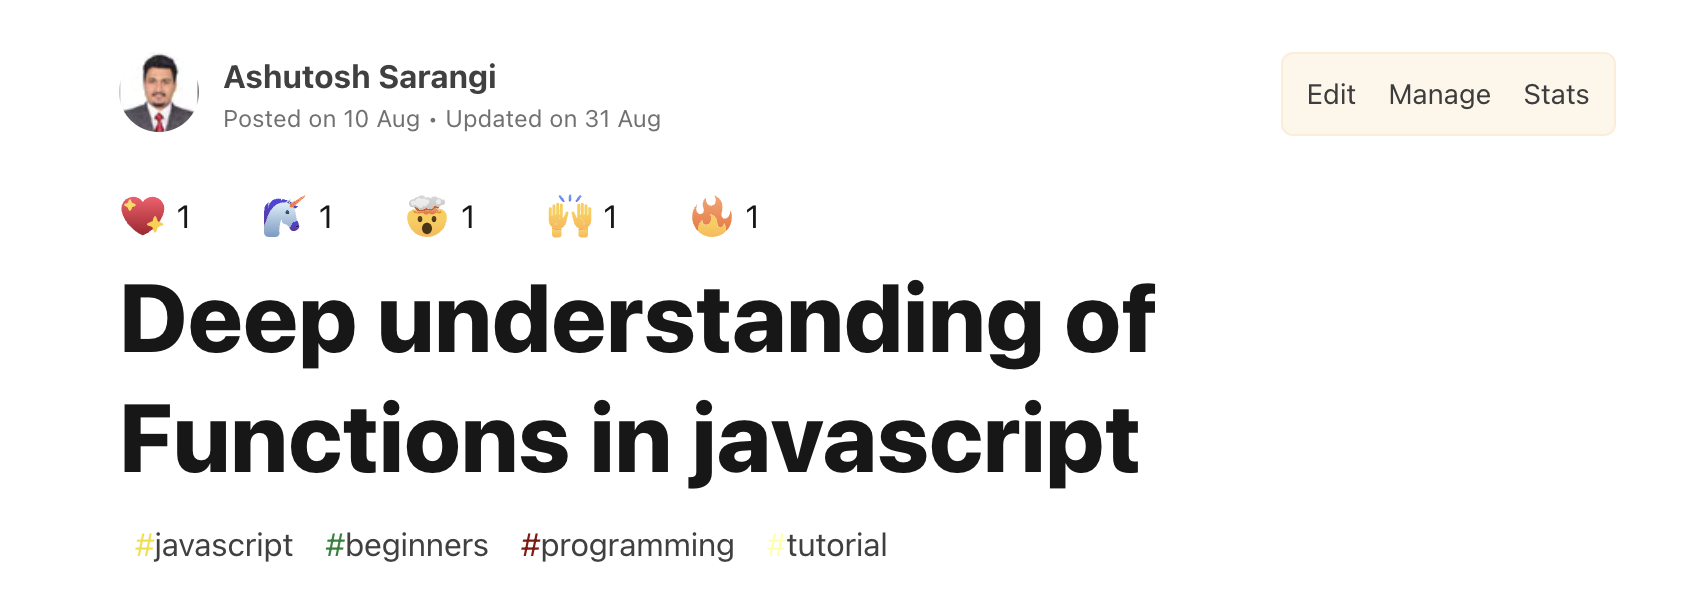 Ashutosh Sarangi
Posted on 10 Aug • Updated on 31 Aug
Edit Manage Stats
1 1 1 1 1
Deep understanding of
Functions in javascript
#javascript #beginners #programming #tutorial